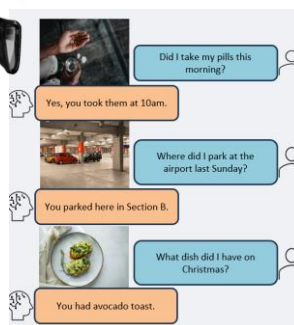 Did I take my pills this
morning?
Yes, you took them at 10am.
Where did I park at the
airport last Sunday?
You parked here in Section B.
What dish did I have on
Christmas?
You had avocado toast.